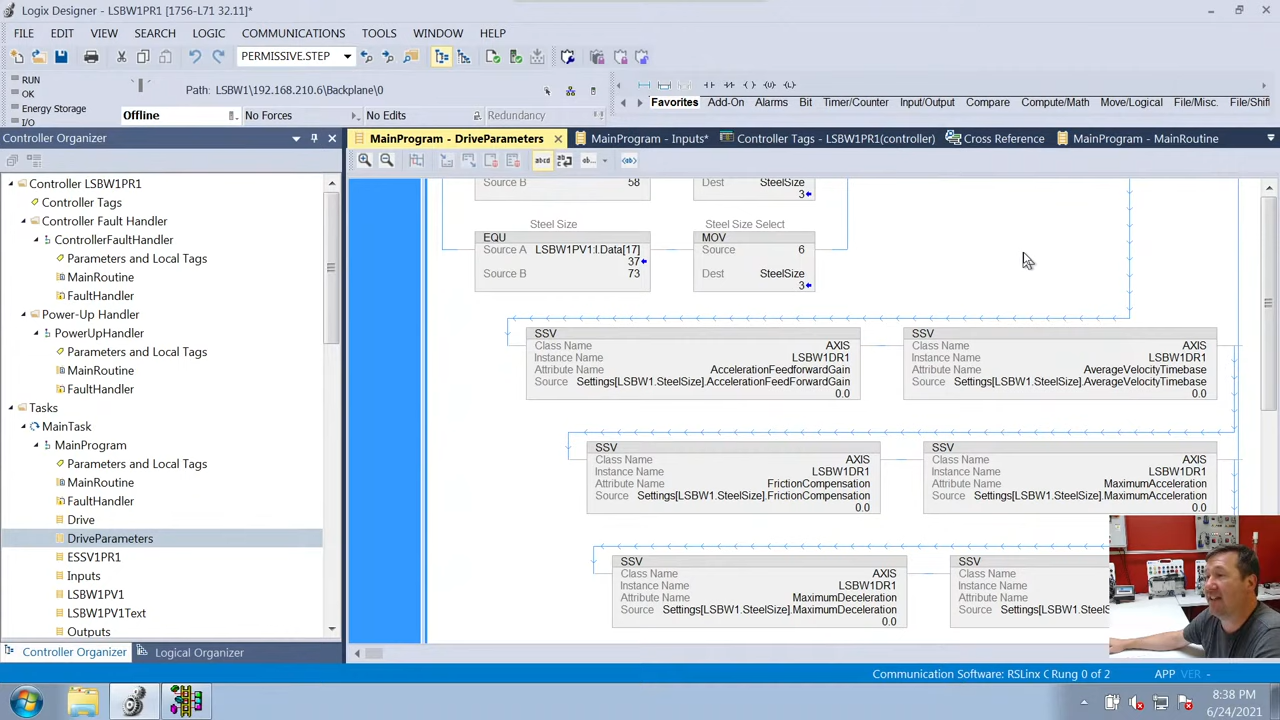 Logix Designer - LSBW1PR1 [1756-L71 32.11]*
FILE EDIT VIEW SEARCH LOGIC COMMUNICATIONS TOOLS WINDOW HELP
PERMISSIVE.STEP
RUN
OK
Energy Storage
I/O
Path: LSBW1\192.168.210.6\Backplane\0
Offline
No Forces
No Edits
Redundancy
Favorites Add-On Alarms Bit Timer/Counter Input/Output Compare Compute/Math Move/Logical File/Misc. File/Shift
Controller Organizer
MainProgram - DriveParameters
MainProgram - Inputs*
Controller Tags - LSBW1PR1(controller)
Cross Reference
MainProgram - MainRoutine
Controller LSBW1PR1
Controller Tags
Controller Fault Handler
ControllerFaultHandler
Parameters and Local Tags
MainRoutine
FaultHandler
Power-Up Handler
PowerUpHandler
Parameters and Local Tags
MainRoutine
FaultHandler
Tasks
MainTask
MainProgram
Parameters and Local Tags
MainRoutine
FaultHandler
Drive
DriveParameters
ESSV1PR1
Inputs
LSBW1PV1
LSBW1PV1Text
Outputs
Controller Organizer
Logical Organizer
Source B 58
Dest SteelSize
3
Steel Size
EQU
Source A LSBW1PV1:I.Data[17]
37
Source B 73
Steel Size Select
MOV
Source 6
Dest SteelSize
3
SSV
Class Name AXIS
Instance Name LSBW1DR1
Attribute Name AccelerationFeedforwardGain
Source Settings[LSBW1.SteelSize].AccelerationFeedForwardGain
0.0
SSV
Class Name AXIS
Instance Name LSBW1DR1
Attribute Name AverageVelocityTimebase
Source Settings[LSBW1.SteelSize].AverageVelocityTimebase
0.0
SSV
Class Name AXIS
Instance Name LSBW1DR1
Attribute Name FrictionCompensation
Source Settings[LSBW1.SteelSize].FrictionCompensation
0.0
SSV
Class Name AXIS
Instance Name LSBW1DR1
Attribute Name MaximumAcceleration
Source Settings[LSBW1.SteelSize].MaximumAcceleration
0.0
SSV
Class Name AXIS
Instance Name LSBW1DR1
Attribute Name MaximumDeceleration
Source Settings[LSBW1.SteelSize].MaximumDeceleration
0.0
SSV
Class Name
Instance Name
Attribute Name
Source Settings[LSBW1.SteelS
Communication Software: RSLinx C Rung 0 of 2
APP VER -
8:38 PM
6/24/2021